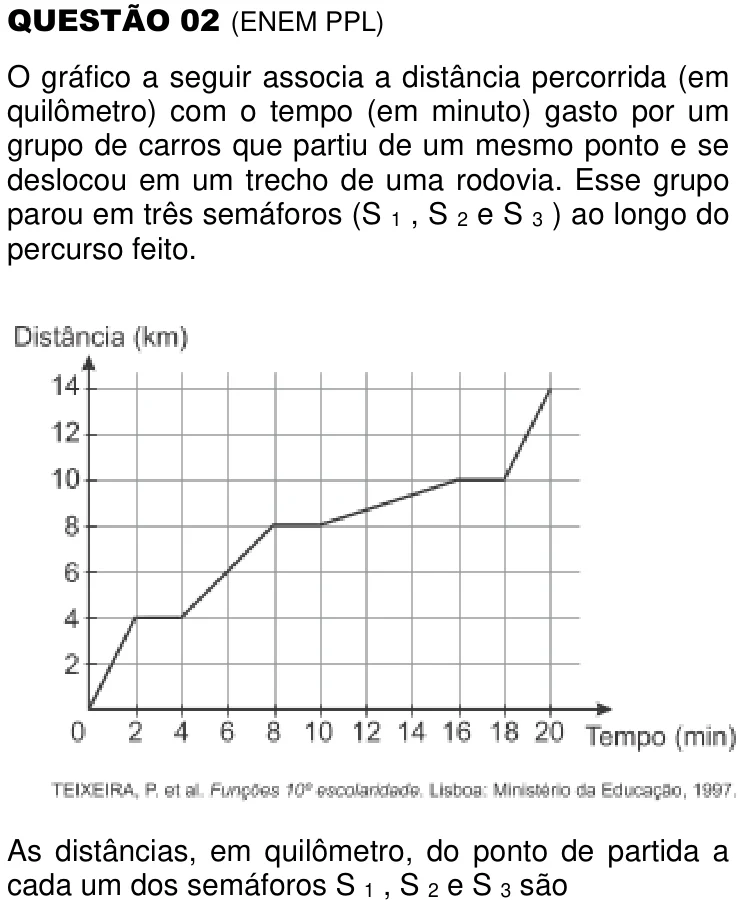 QUESTÃO 02 (ENEM PPL)
O gráfico a seguir associa a distância percorrida (em
quilômetro) com o tempo (em minuto) gasto por um
grupo de carros que partiu de um mesmo ponto e se
deslocou em um trecho de uma rodovia. Esse grupo
parou em três semáforos (S 1 , S 2 e S 3 ) ao longo do
percurso feito.
Distância (km)
14
12
10
8
6
4
2
0 2 4 6 8 10 12 14 16 18 20 Tempo (min)
TEIXEIRA, P. et al. Funções 10º escolaridade. Lisboa: Ministério da Educação, 1997.
As distâncias, em quilômetro, do ponto de partida a
cada um dos semáforos S 1 , S 2 e S 3 são